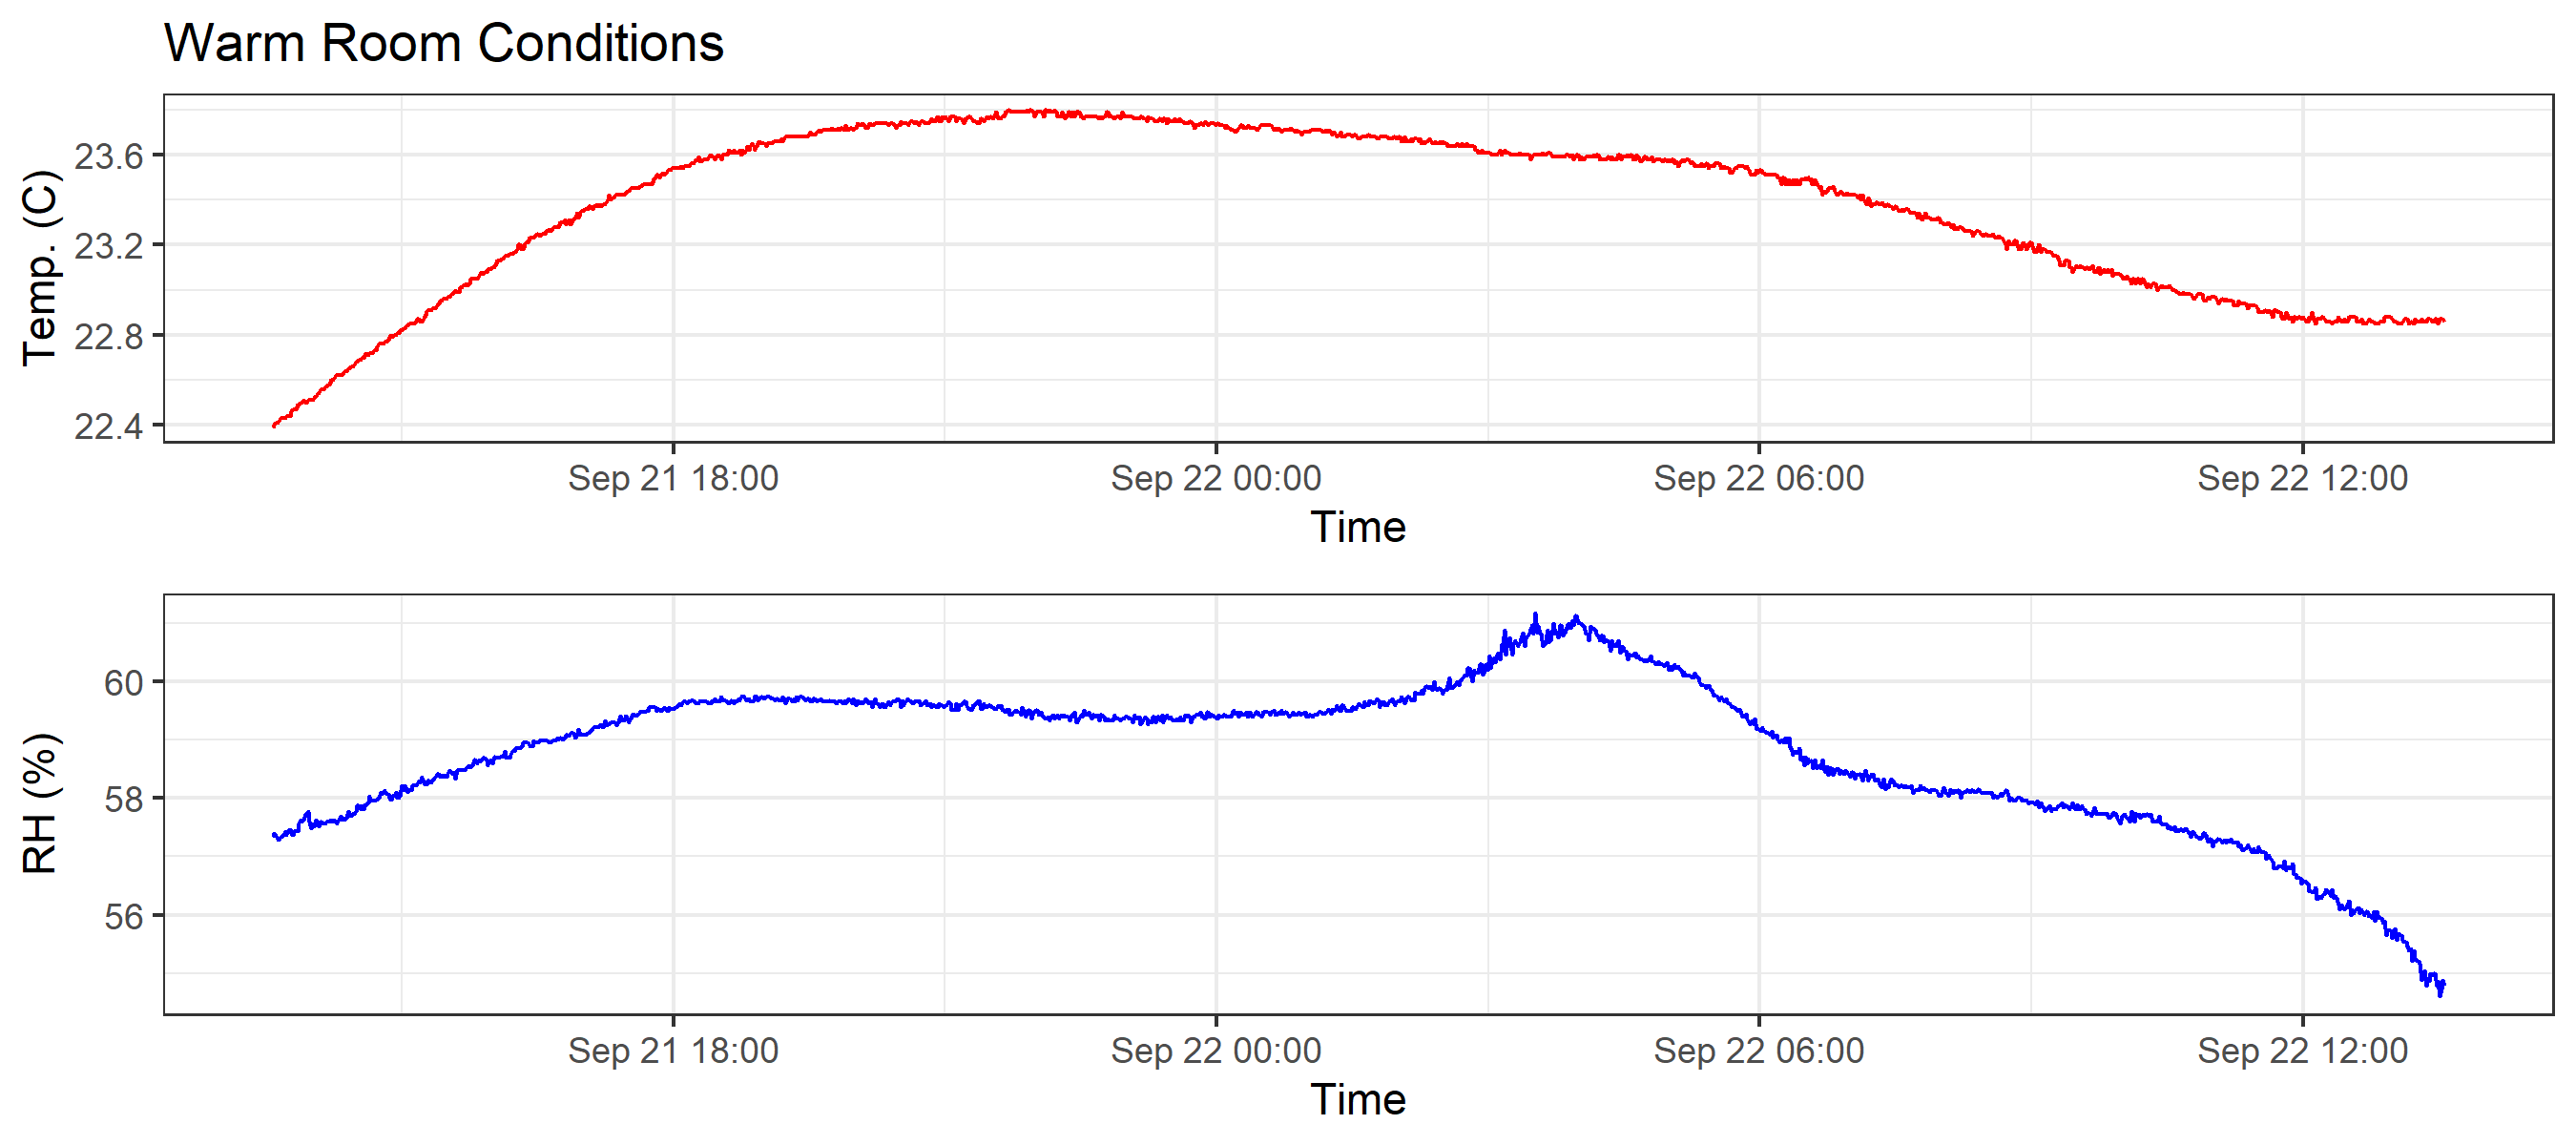 Warm Room Conditions
Temp. (C)
23.6
23.2
22.8
22.4
Sep 21 18:00 Sep 22 00:00 Sep 22 06:00 Sep 22 12:00
Time
RH (%)
60
58
56
Sep 21 18:00 Sep 22 00:00 Sep 22 06:00 Sep 22 12:00
Time